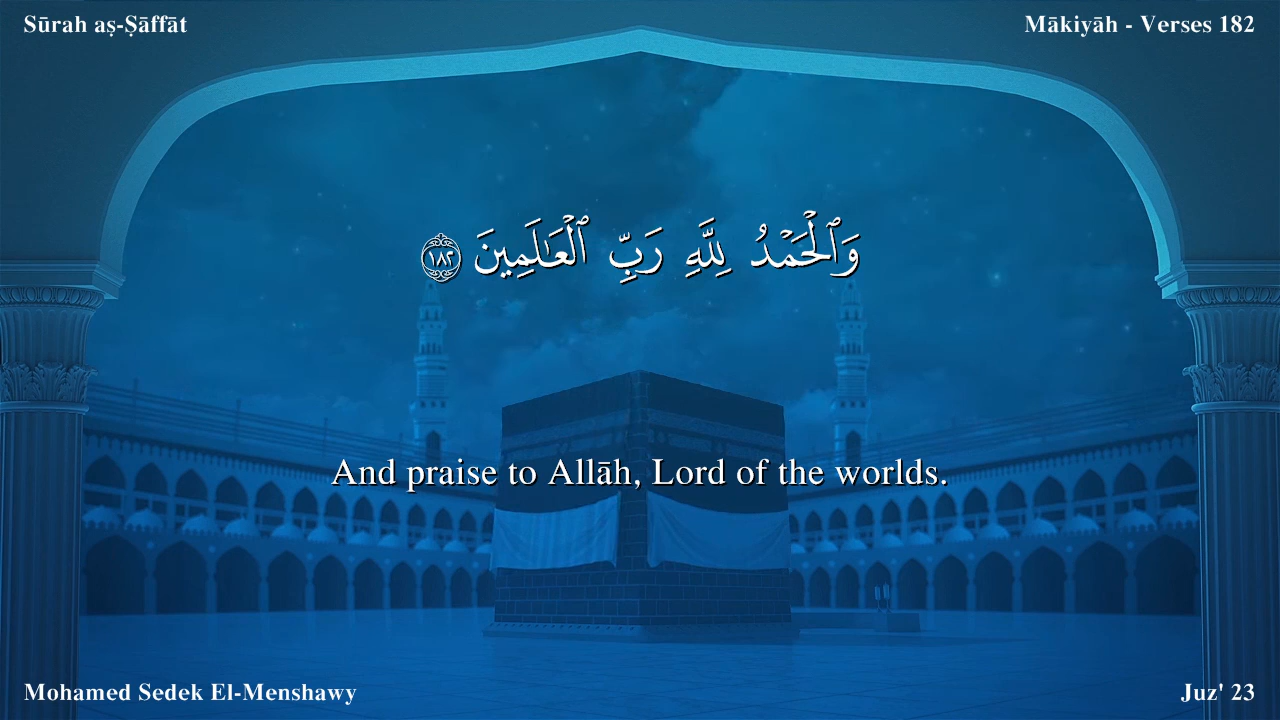 Sūrah aṣ-Ṣāffāt
Mākiyāh - Verses 182
وَٱلْحَمْدُ لِلَّهِ رَبِّ ٱلْعَـٰلَمِينَ ١٨٢
And praise to Allāh, Lord of the worlds.
Mohamed Sedek El-Menshawy
Juz' 23